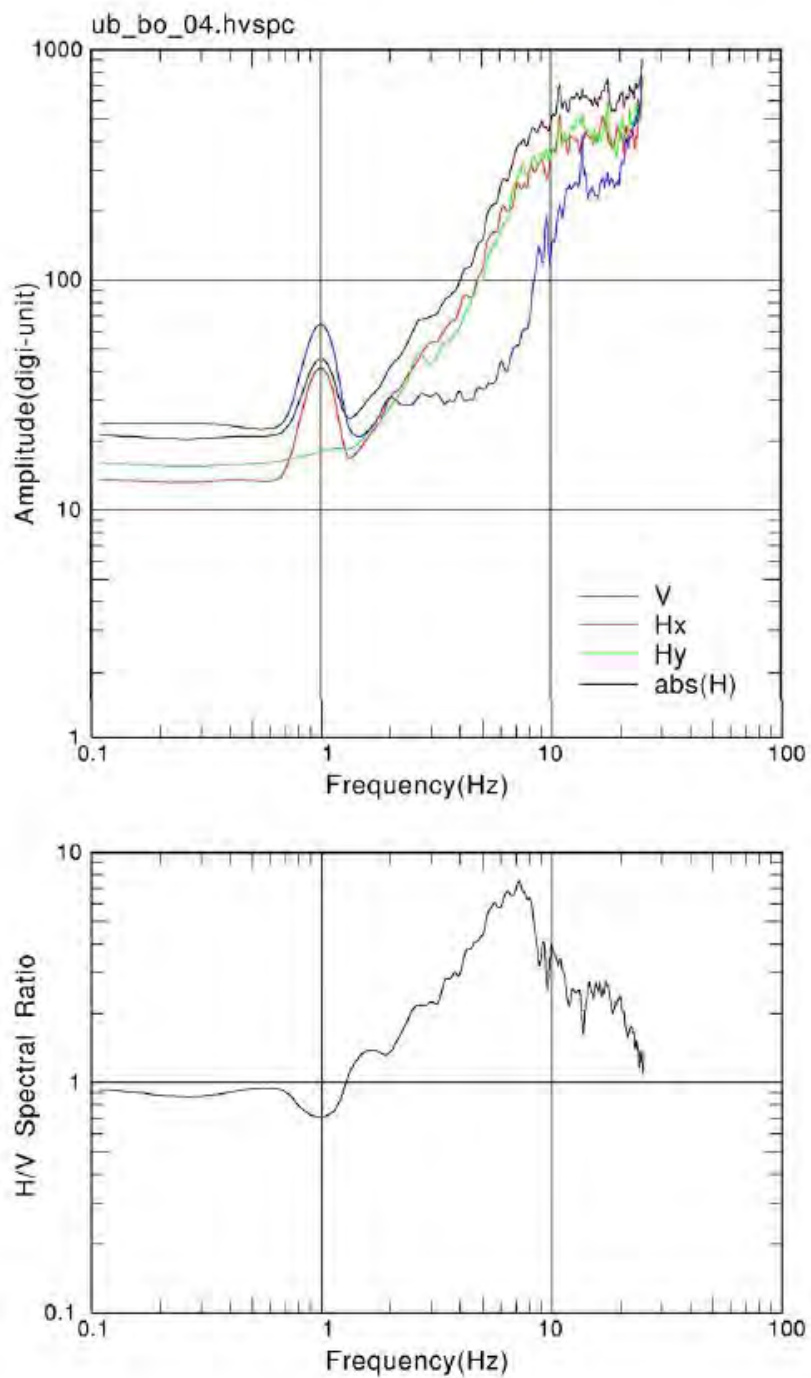 ub_bo_04.hvspc
1000
100
10
1
Amplitude(digi-unit)
V
Hx
Hy
abs(H)
0.1 1 10 100
Frequency(Hz)
10
1
0.1
H/V Spectral Ratio
0.1 1 10 100
Frequency(Hz)